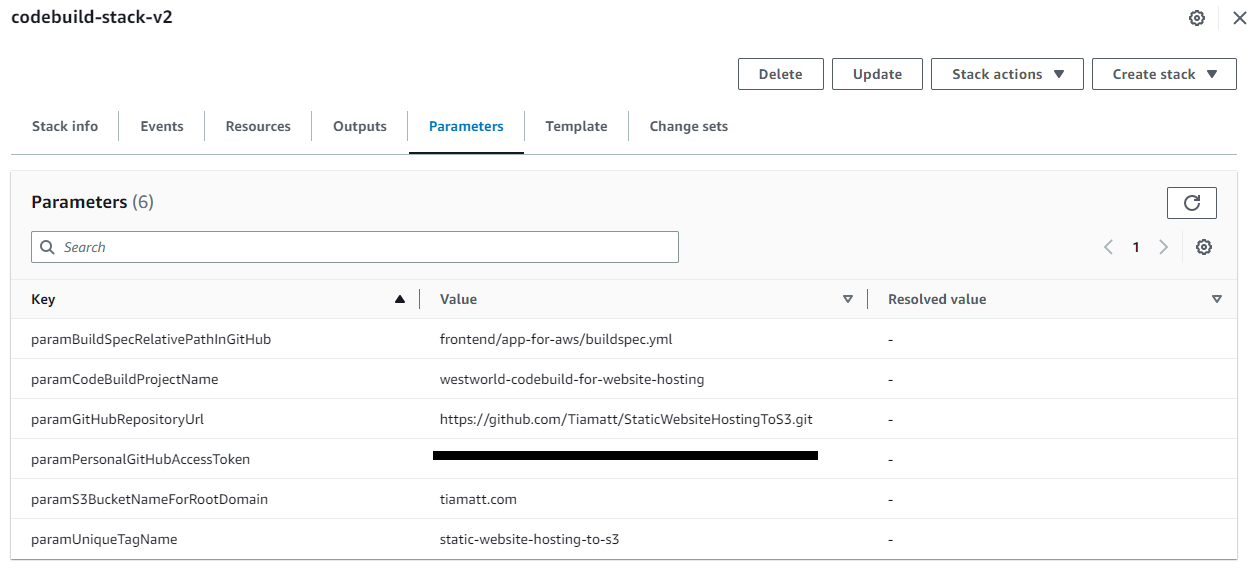 codebuild-stack-v2
Delete Update Stack actions Create stack
Stack info Events Resources Outputs Parameters Template Change sets
Parameters (6)
Search
1
Key Value Resolved value
paramBuildSpecRelativePathInGitHub frontend/app-for-aws/buildspec.yml -
paramCodeBuildProjectName westworld-codebuild-for-website-hosting -
paramGitHubRepositoryUrl https://github.com/Tiamatt/StaticWebsiteHostingToS3.git -
paramPersonalGitHubAccessToken -
paramS3BucketNameForRootDomain tiamatt.com -
paramUniqueTagName static-website-hosting-to-s3 -